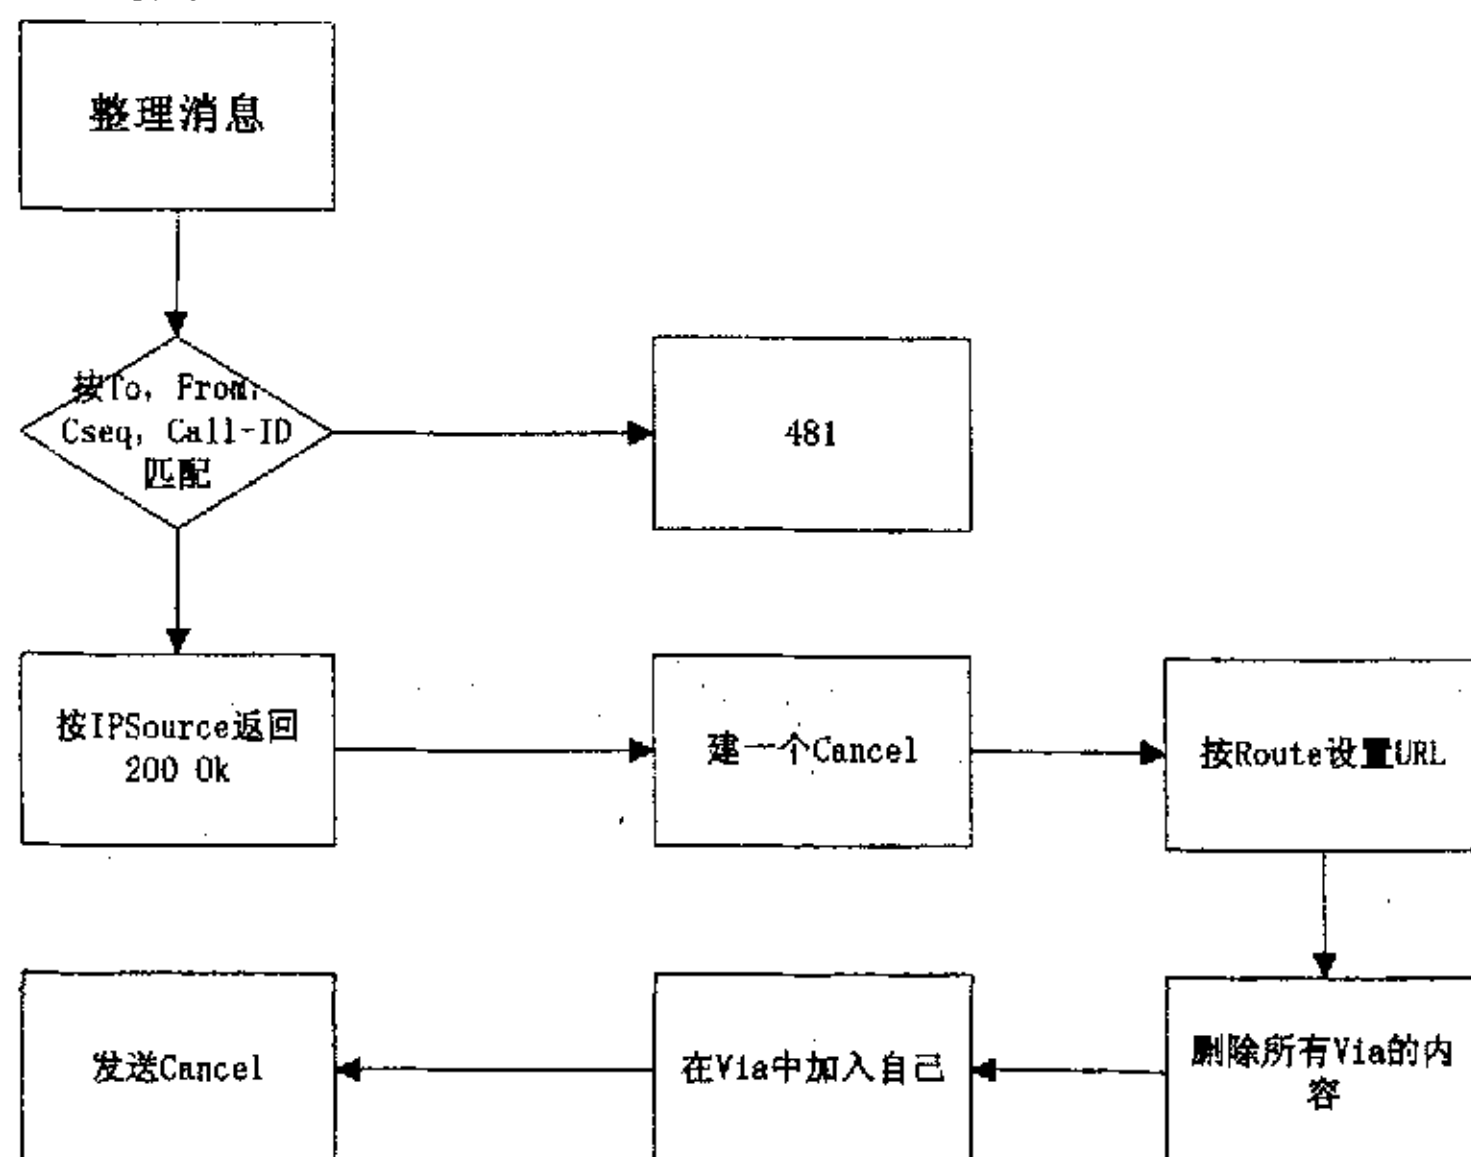 整理消息
按To, From,
Cseq, Call-ID
匹配
481
按IPSource返回
200 Ok
建一个Cancel
按Route设置URL
发送Cancel
在Via中加入自己
删除所有Via的内
容